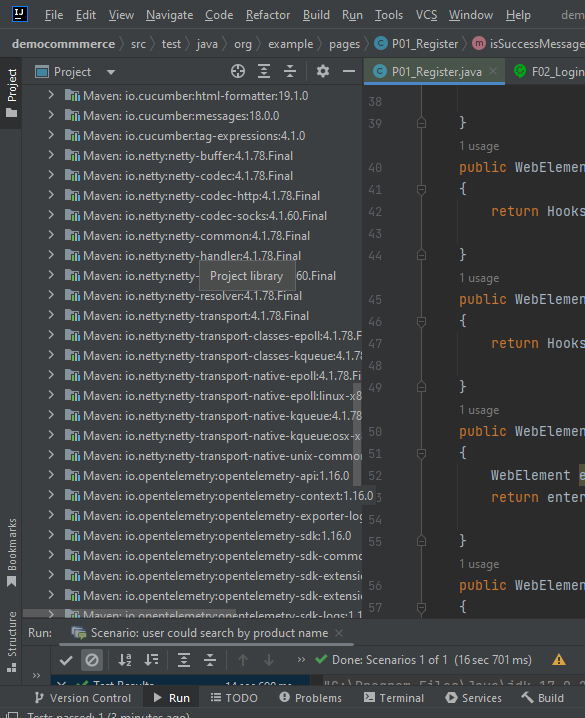 File Edit View Navigate Code Refactor Build Run Tools VCS Window Help
democommmerce src test java org example pages P01_Register isSuccessMessage
Project
Project
P01_Register.java
F02_Login
Maven: io.cucumber:html-formatter:19.1.0
Maven: io.cucumber:messages:18.0.0
Maven: io.cucumber:tag-expressions:4.1.0
Maven: io.netty:netty-buffer:4.1.78.Final
Maven: io.netty:netty-codec:4.1.78.Final
Maven: io.netty:netty-codec-http:4.1.78.Final
Maven: io.netty:netty-codec-socks:4.1.60.Final
Maven: io.netty:netty-common:4.1.78.Final
Maven: io.netty:netty-handler:4.1.78.Final
Maven: io.netty:netty- 60.Final
Project library
Maven: io.netty:netty-resolver:4.1.78.Final
Maven: io.netty:netty-transport:4.1.78.Final
Maven: io.netty:netty-transport-classes-epoll:4.1.78.F
Maven: io.netty:netty-transport-classes-kqueue:4.1.78
Maven: io.netty:netty-transport-native-epoll:4.1.78.Fi
Maven: io.netty:netty-transport-native-epoll:linux-x8
Maven: io.netty:netty-transport-native-kqueue:4.1.78
Maven: io.netty:netty-transport-native-kqueue:osx-x
Maven: io.netty:netty-transport-native-unix-common
Maven: io.opentelemetry:opentelemetry-api:1.16.0
Maven: io.opentelemetry:opentelemetry-context:1.16.0
Maven: io.opentelemetry:opentelemetry-exporter-log
Maven: io.opentelemetry:opentelemetry-sdk:1.16.0
Maven: io.opentelemetry:opentelemetry-sdk-commo
Maven: io.opentelemetry:opentelemetry-sdk-extensio
Maven: io.opentelemetry:opentelemetry-sdk-extensio
Maven: io.opentelemetry:opentelemetry-sdk-logs:1.1
38
39 }
1 usage
40 public WebElemen
41 {
42 return Hooks
43
44 }
1 usage
45 public WebElemen
46 {
47 return Hooks
48
49 }
1 usage
50 public WebElemen
51 {
52 WebElement e
53 return enter
54
55 }
1 usage
56 public WebElemen
57 {
Bookmarks
Structure
Run: Scenario: user could search by product name
Done: Scenarios 1 of 1 (16 sec 701 ms)
Test Results
Version Control Run TODO Problems Terminal Services Build
Tests passed: 1 (3 minutes ago)